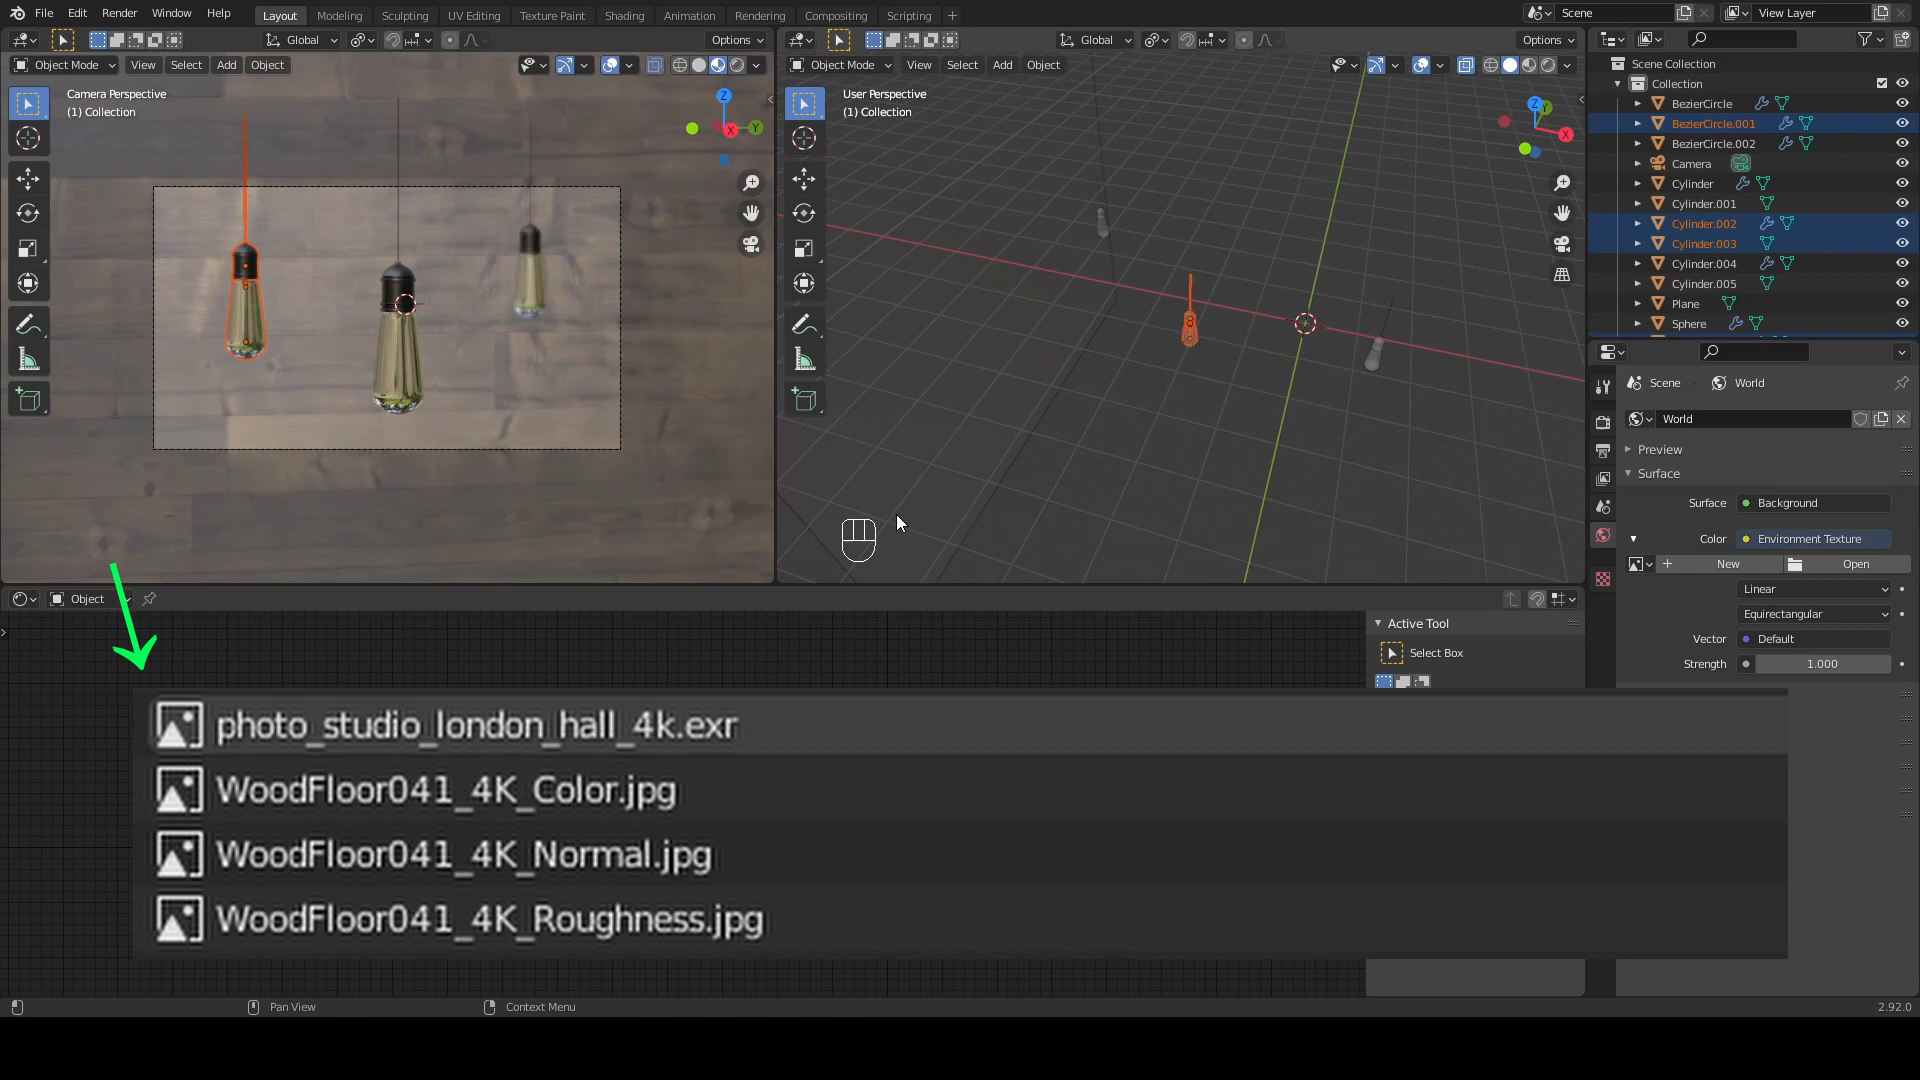 File Edit Render Window Help Layout Modeling Sculpting UV Editing Texture Paint Shading Animation Rendering Compositing Scripting + Scene View Layer
Global Options Global Options
Object Mode View Select Add Object Object Mode View Select Add Object
Camera Perspective
(1) Collection
User Perspective
(1) Collection
Z
X
Y
Z
Y
X
Scene Collection
Collection
BezierCircle
BezierCircle.001
BezierCircle.002
Camera
Cylinder
Cylinder.001
Cylinder.002
Cylinder.003
Cylinder.004
Cylinder.005
Plane
Sphere
Scene World
World
Preview
Surface
Surface Background
Color Environment Texture
New Open
Linear
Equirectangular
Vector Default
Strength 1.000
Object
Active Tool
Select Box
photo_studio_london_hall_4k.exr
WoodFloor041_4K_Color.jpg
WoodFloor041_4K_Normal.jpg
WoodFloor041_4K_Roughness.jpg
Pan View Context Menu 2.92.0